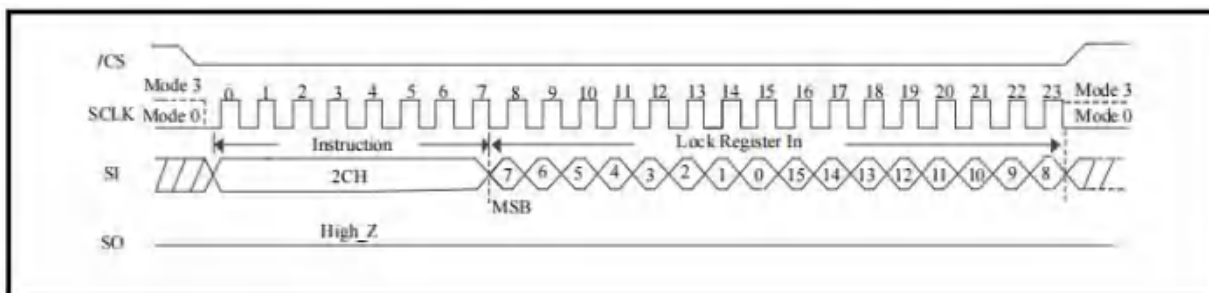 /CS
Mode 3
0 1 2 3 4 5 6 7 8 9 10 11 12 13 14 15 16 17 18 19 20 21 22 23 Mode 3
SCLK Mode 0 Mode 0
Instruction Lock Register In
SI 2CH 7 6 5 4 3 2 1 0 15 14 13 12 11 10 9 8
MSB
High_Z
SO